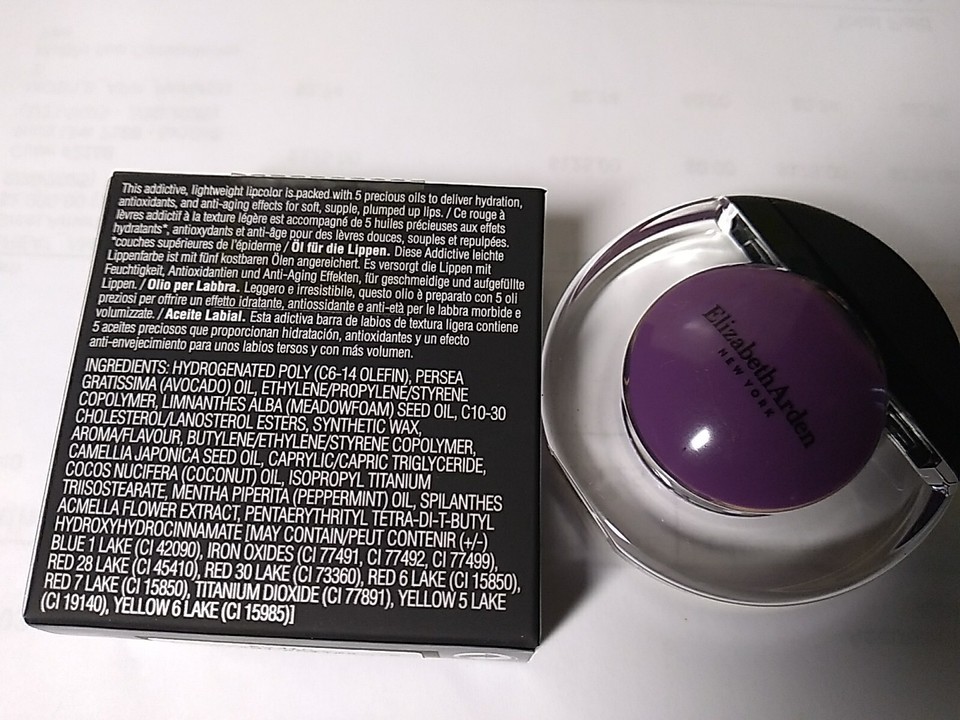 This addictive, lightweight lipcolor is packed with 5 precious oils to deliver hydration,
antioxidants, and anti-aging effects for soft, supple, plumped up lips. / Ce rouge à
lèvres addictif à la texture légère est accompagné de 5 huiles précieuses aux effets
hydratants*, antioxydants et anti-âge pour des lèvres douces, souples et repulpées.
*couches supérieures de l'épiderme / Öl für die Lippen. Diese Addictive leichte
Lippenfarbe ist mit fünf kostbaren Ölen angereichert. Es versorgt die Lippen mit
Feuchtigkeit, Antioxidantien und Anti-Aging Effekten, für geschmeidige und aufgefüllte
Lippen. / Olio per Labbra. Leggero e irresistibile, questo olio è preparato con 5 oli
preziosi per offrire un effetto idratante, antiossidante e anti-età per le labbra morbide e
volumizzate. / Aceite Labial. Esta adictiva barra de labios de textura ligera contiene
5 aceites preciosos que proporcionan hidratación, antioxidantes y un efecto
anti-envejecimiento para unos labios tersos y con más volumen.
INGREDIENTS: HYDROGENATED POLY (C6-14 OLEFIN), PERSEA
GRATISSIMA (AVOCADO) OIL, ETHYLENE/PROPYLENE/STYRENE
COPOLYMER, LIMNANTHES ALBA (MEADOWFOAM) SEED OIL, C10-30
CHOLESTEROL/LANOSTEROL ESTERS, SYNTHETIC WAX,
AROMA/FLAVOUR, BUTYLENE/ETHYLENE/STYRENE COPOLYMER,
CAMELLIA JAPONICA SEED OIL, CAPRYLIC/CAPRIC TRIGLYCERIDE,
COCOS NUCIFERA (COCONUT) OIL, ISOPROPYL TITANIUM
TRIISOSTEARATE, MENTHA PIPERITA (PEPPERMINT) OIL, SPILANTHES
ACMELLA FLOWER EXTRACT, PENTAERYTHRITYL TETRA-DI-T-BUTYL
HYDROXYHYDROCINNAMATE [MAY CONTAIN/PEUT CONTENIR (+/-)
BLUE 1 LAKE (CI 42090), IRON OXIDES (CI 77491, CI 77492, CI 77499),
RED 28 LAKE (CI 45410), RED 30 LAKE (CI 73360), RED 6 LAKE (CI 15850),
RED 7 LAKE (CI 15850), TITANIUM DIOXIDE (CI 77891), YELLOW 5 LAKE
(CI 19140), YELLOW 6 LAKE (CI 15985)]
Elizabeth Arden
NEW YORK